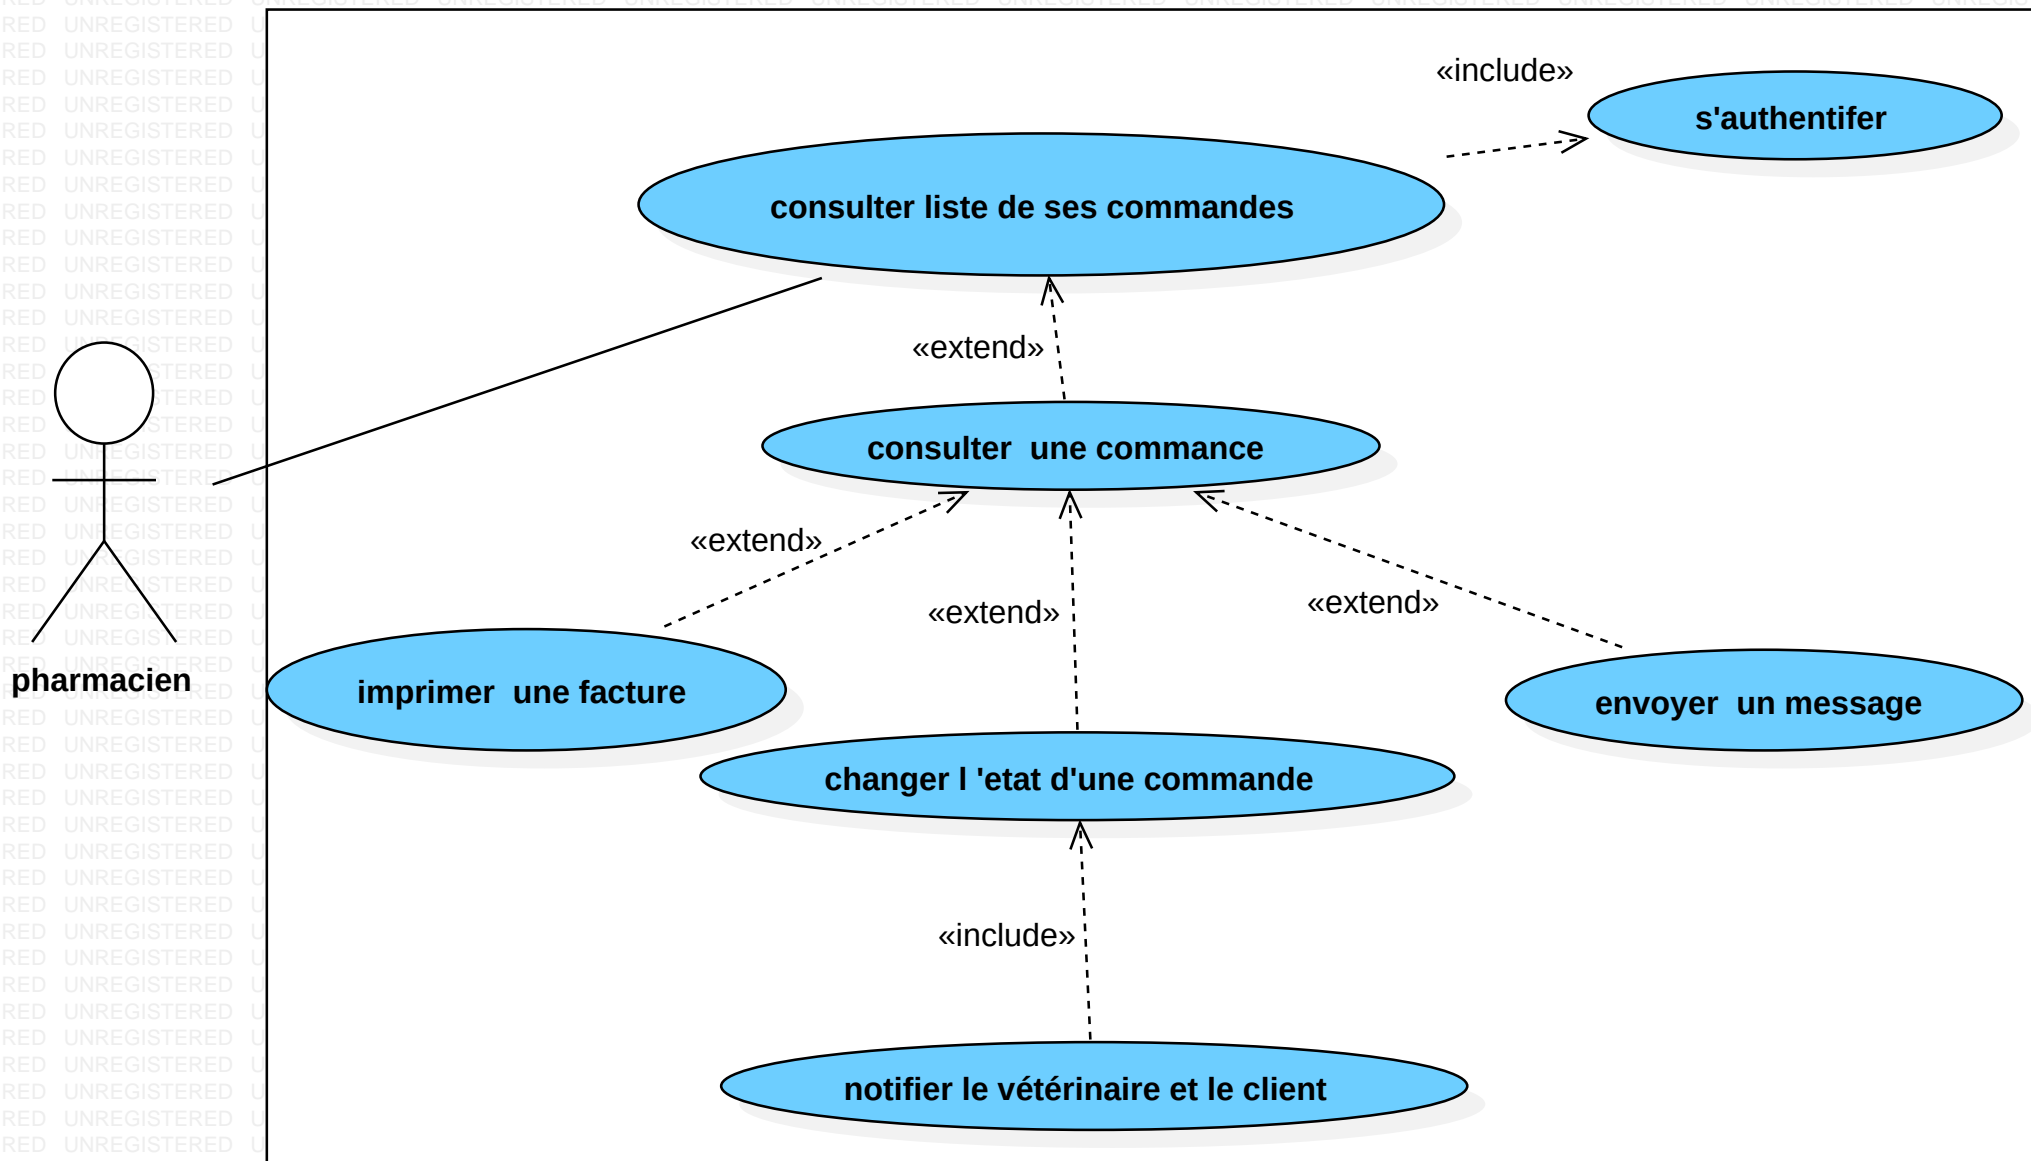 «include»
s'authentifer
consulter liste de ses commandes
«extend»
consulter  une commance
«extend»
«extend»
«extend»
pharmacien
imprimer  une facture
envoyer  un message
changer l 'etat d'une commande
«include»
notifier le vétérinaire et le client